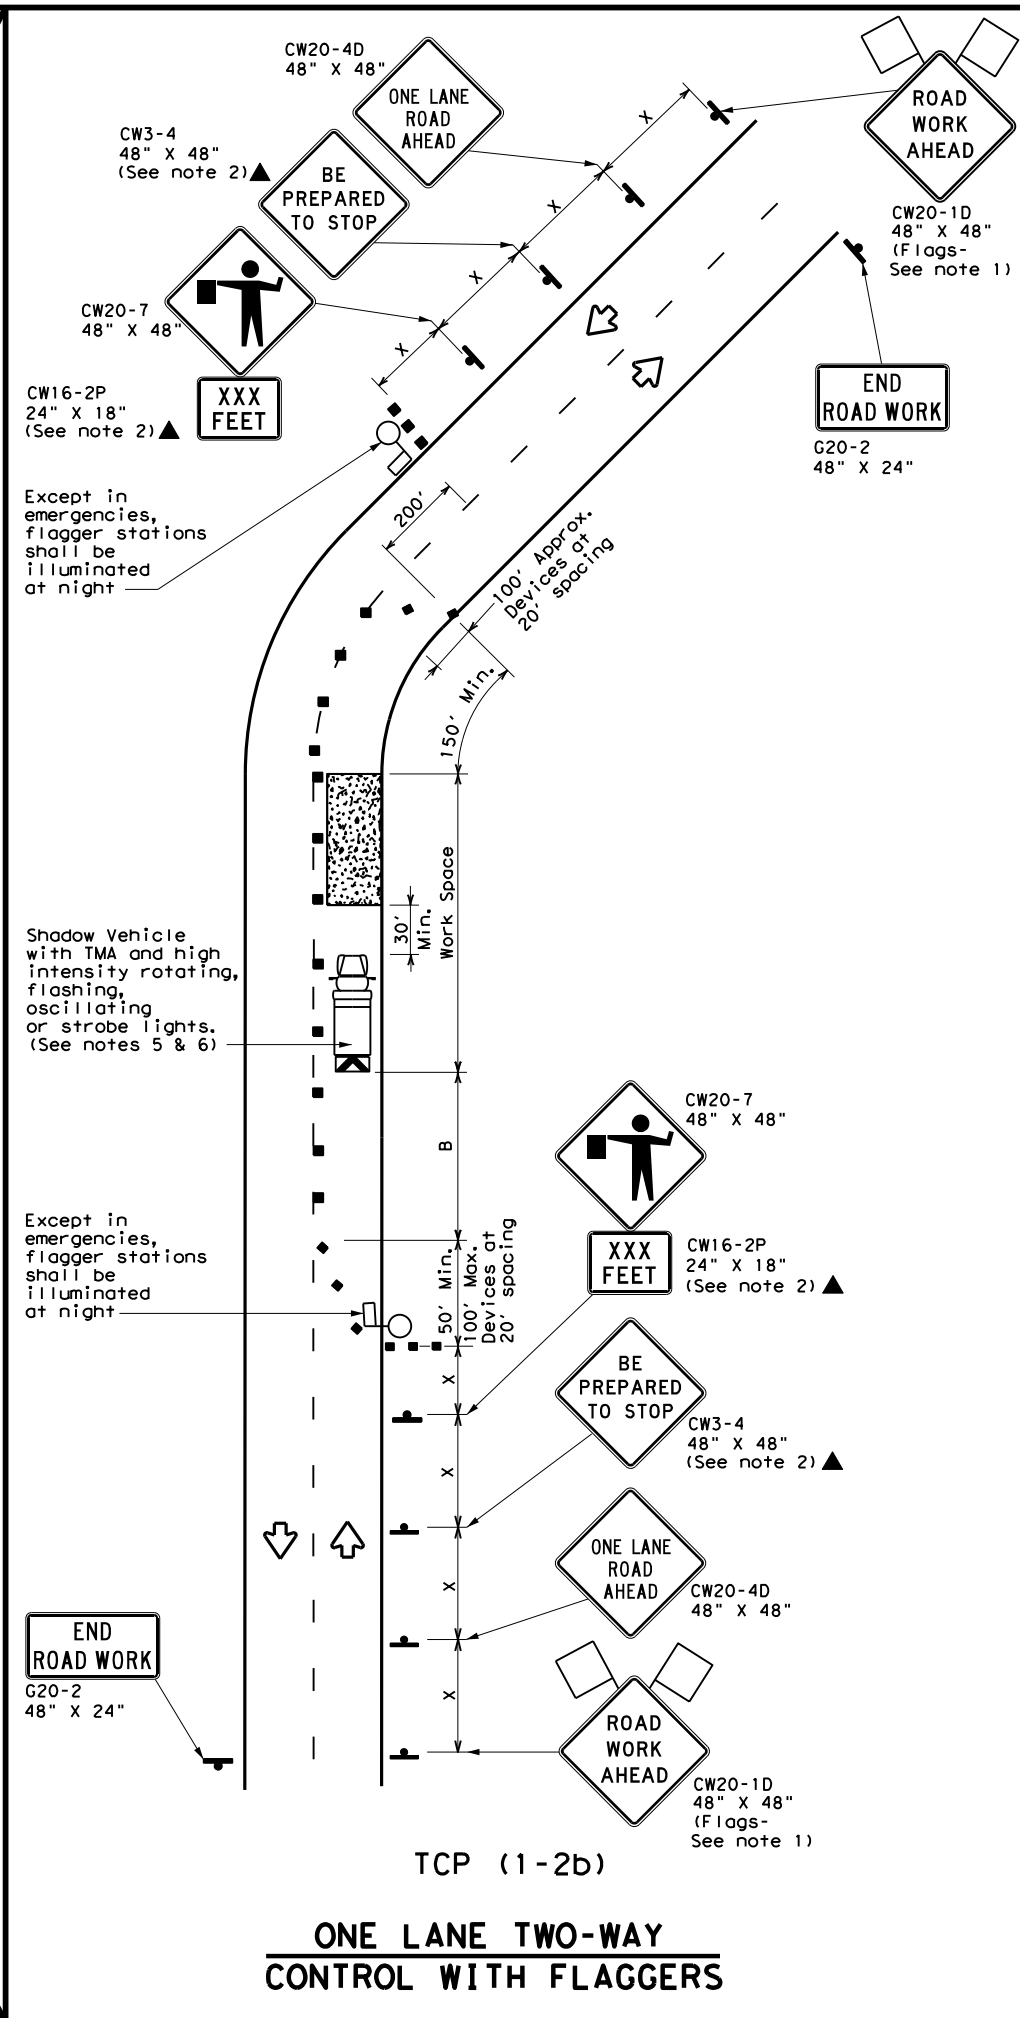 CW20-4D
48" X 48"
ONE LANE
ROAD
AHEAD
X
ROAD
WORK
AHEAD
CW20-1D
48" X 48"
(Flags-
See note 1)
CW3-4
48" X 48"
(See note 2)▲
BE
PREPARED
TO STOP
X
X
CW20-7
48" X 48"
X
CW16-2P
24" X 18"
(See note 2)▲
XXX
FEET
END
ROAD WORK
G20-2
48" X 24"
Except in
emergencies,
flagger stations
shall be
illuminated
at night
200'
100' Approx.
Devices at
20' spacing
150' Min.
Work Space
30'
Min.
Shadow Vehicle
with TMA and high
intensity rotating,
flashing,
oscillating
or strobe lights.
(See notes 5 & 6)
B
CW20-7
48" X 48"
XXX
FEET
CW16-2P
24" X 18"
(See note 2)▲
Except in
emergencies,
flagger stations
shall be
illuminated
at night
50' Min.
100' Max.
Devices at
20' spacing
X
BE
PREPARED
TO STOP
CW3-4
48" X 48"
(See note 2)▲
X
ONE LANE
ROAD
AHEAD
CW20-4D
48" X 48"
X
END
ROAD WORK
G20-2
48" X 24"
X
ROAD
WORK
AHEAD
CW20-1D
48" X 48"
(Flags-
See note 1)
TCP (1-2b)
ONE LANE TWO-WAY
CONTROL WITH FLAGGERS